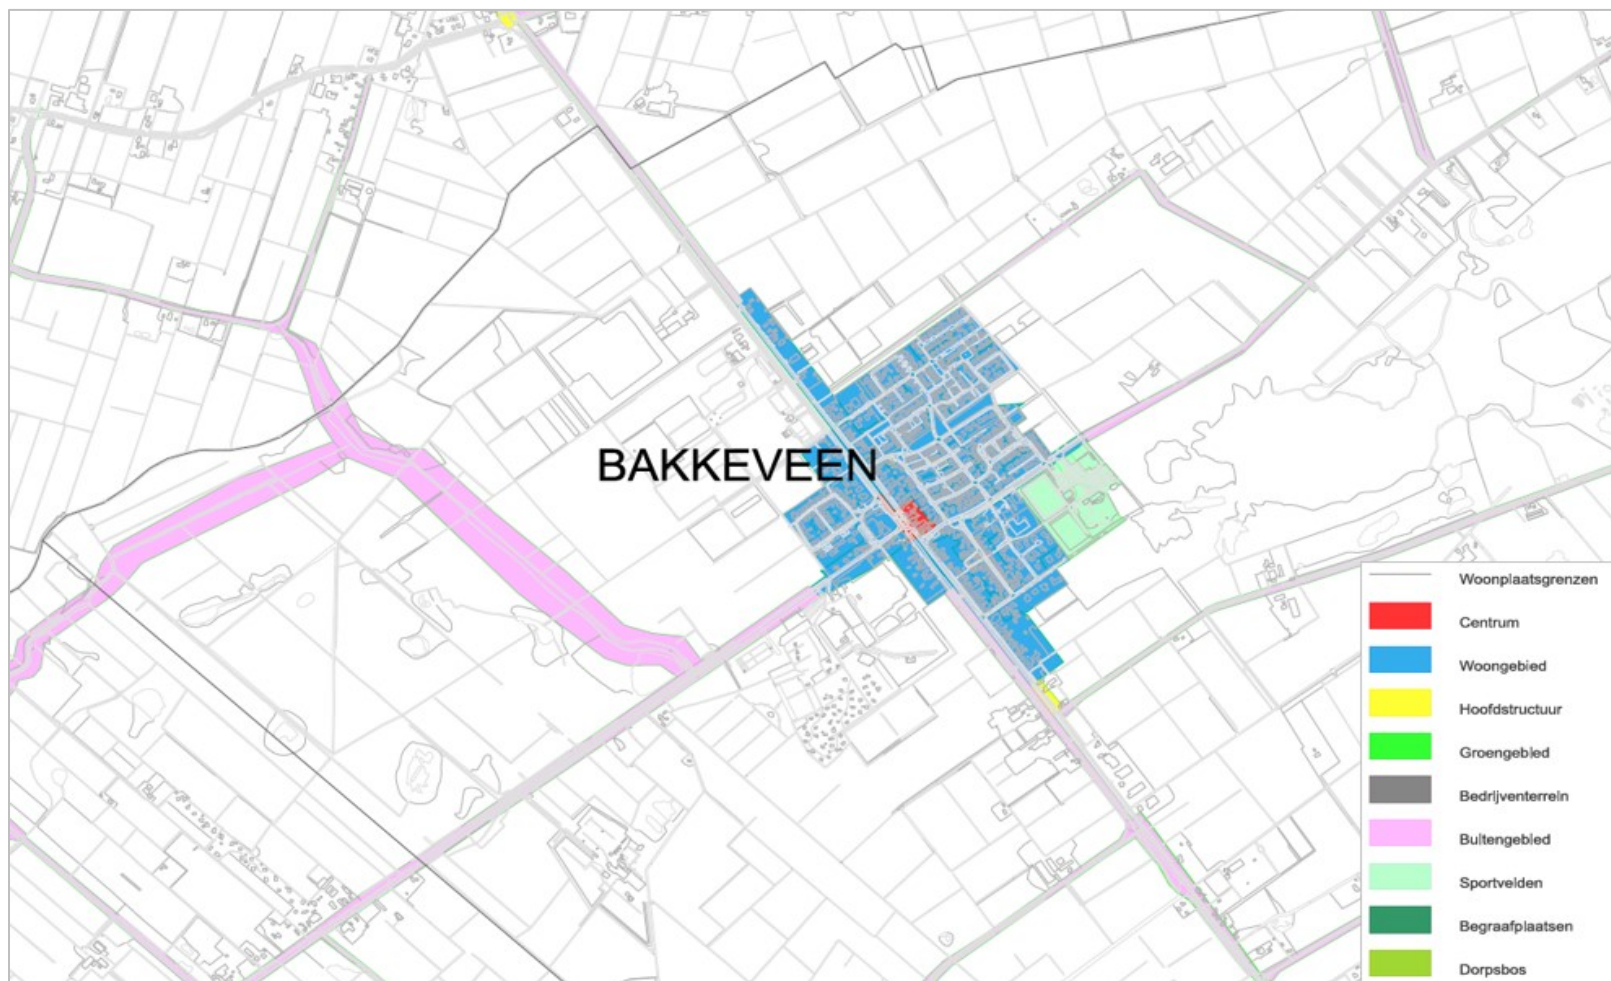 BAKKEVEEN
Woonplaatsgrenzen
Centrum
Woongebied
Hoofdstructuur
Groengebied
Bedrijventerrein
Buitengebied
Sportvelden
Begraafplaatsen
Dorpsbos